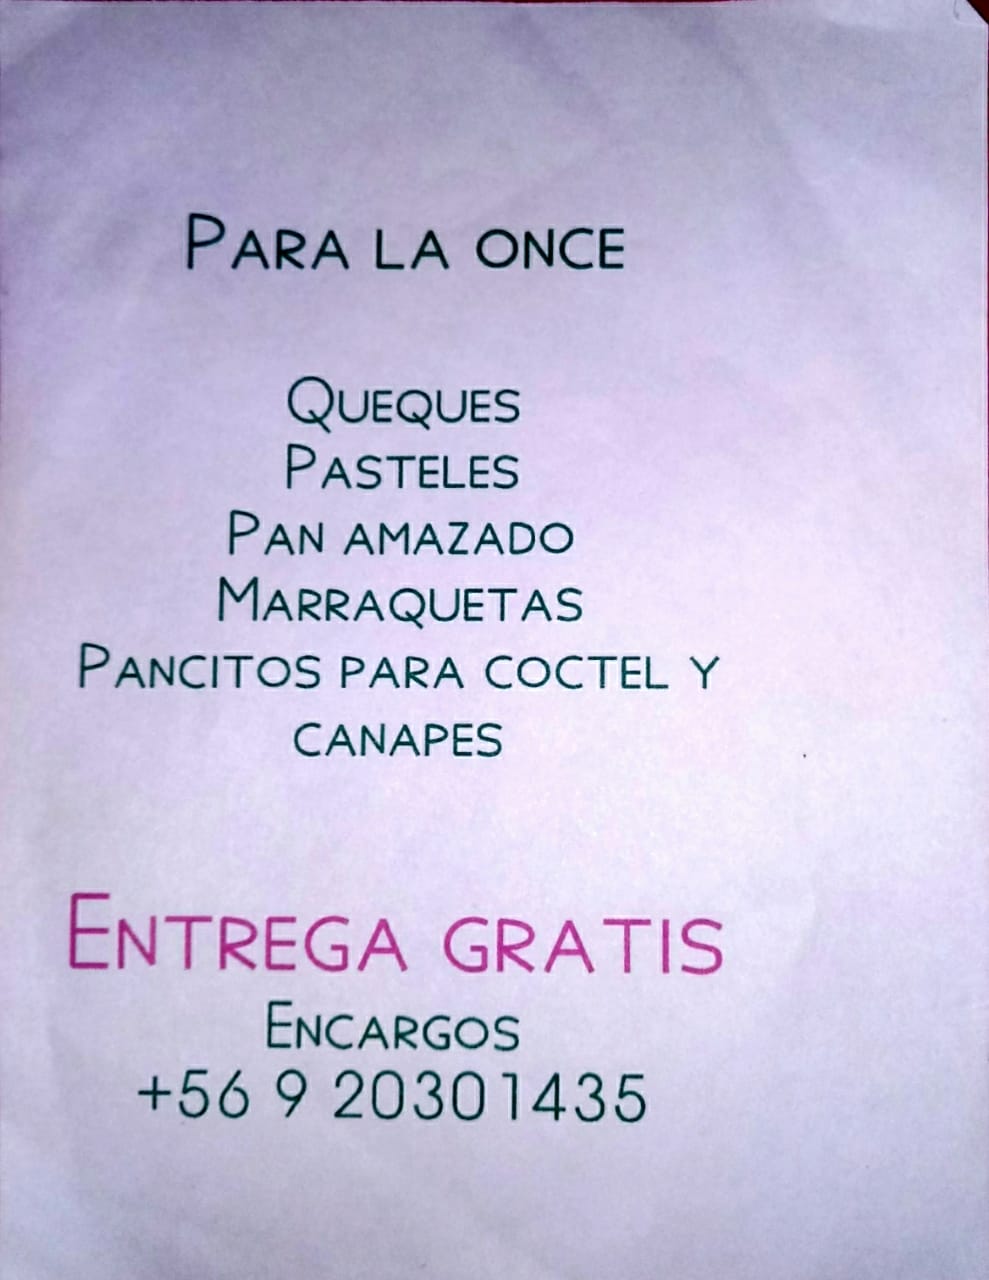 Para la once
Queques
Pasteles
Pan amazado
Marraquetas
Pancitos para coctel y
canapes
Entrega gratis
Encargos
+56 9 20301435